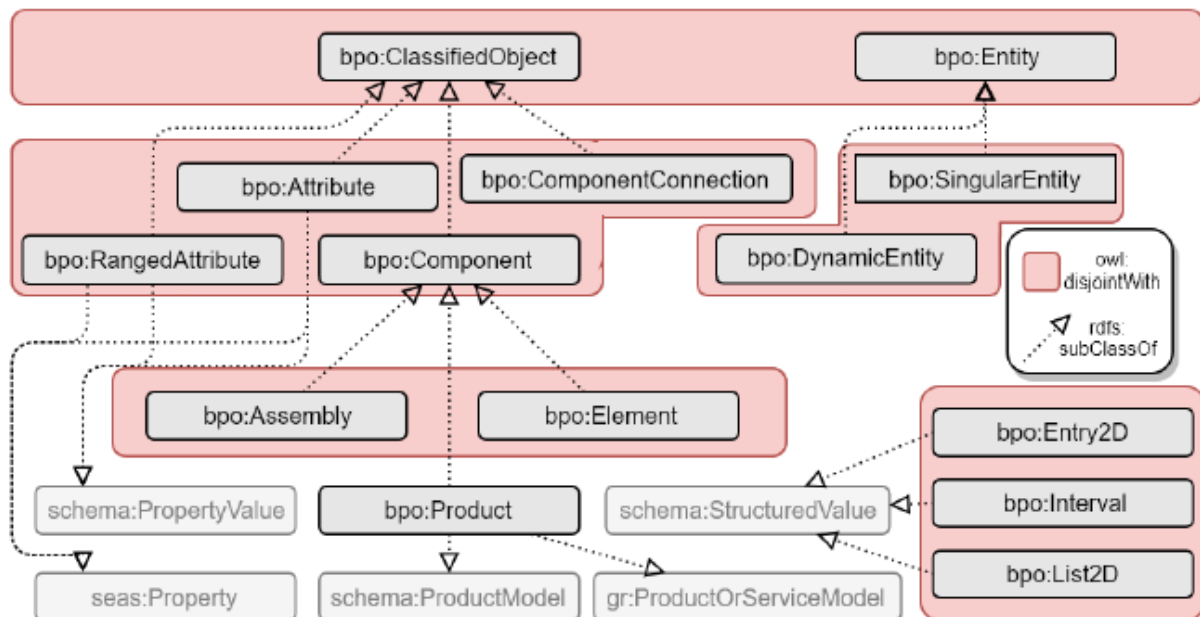 bpo:ClassifiedObject
bpo:Entity
bpo:Attribute
bpo:ComponentConnection
bpo:SingularEntity
bpo:RangedAttribute
bpo:Component
bpo:DynamicEntity
owl:
disjointWith
rdfs:
subClassOf
bpo:Assembly
bpo:Element
bpo:Entry2D
schema:PropertyValue
bpo:Product
schema:StructuredValue
bpo:Interval
bpo:List2D
seas:Property
schema:ProductModel
gr:ProductOrServiceModel